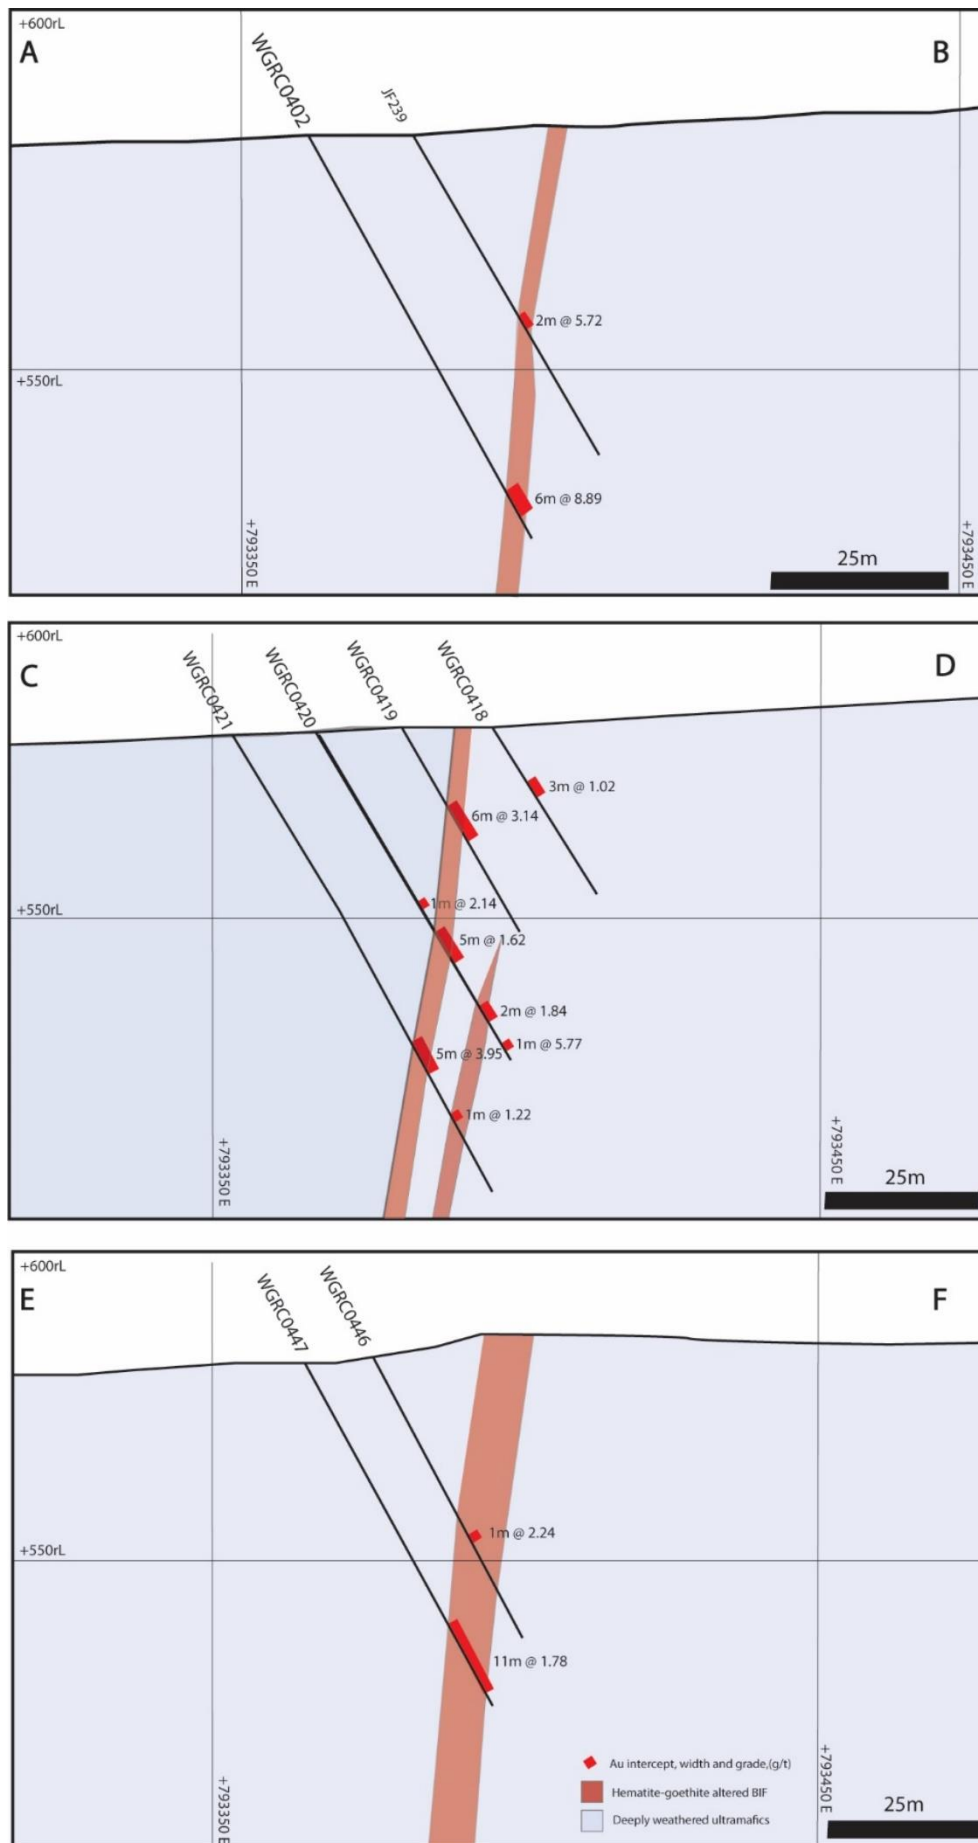 +600rL
A
WGRC0402
JF239
B
2m @ 5.72
+550rL
6m @ 8.89
+793350 E
+793450 E
25m
+600rL
C
WGRC0421
WGRC0420
WGRC0419
WGRC0418
D
3m @ 1.02
6m @ 3.14
1m @ 2.14
+550rL
5m @ 1.62
2m @ 1.84
1m @ 5.77
5m @ 3.95
1m @ 1.22
+793350 E
+793450 E
25m
+600rL
E
WGRC0447
WGRC0446
F
1m @ 2.24
+550rL
11m @ 1.78
+793350 E
+793450 E
Au intercept, width and grade,(g/t)
Hematite-goethite altered BIF
Deeply weathered ultramafics
25m